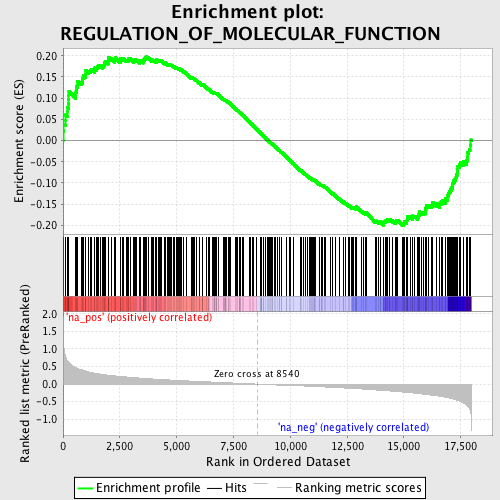 Enrichment plot:
REGULATION_OF_MOLECULAR_FUNCTION
Enrichment score (ES)
0.20
0.15
0.10
0.05
0.00
-0.05
-0.10
-0.15
-0.20
'na_pos' (positively correlated)
Ranked list metric (PreRanked)
2.0
1.5
1.0
0.5
0.0
-0.5
-1.0
Zero cross at 8540
'na_neg' (negatively correlated)
0
2,500
5,000
7,500
10,000
12,500
15,000
17,500
Rank in Ordered Dataset
Enrichment profile
Hits
Ranking metric scores